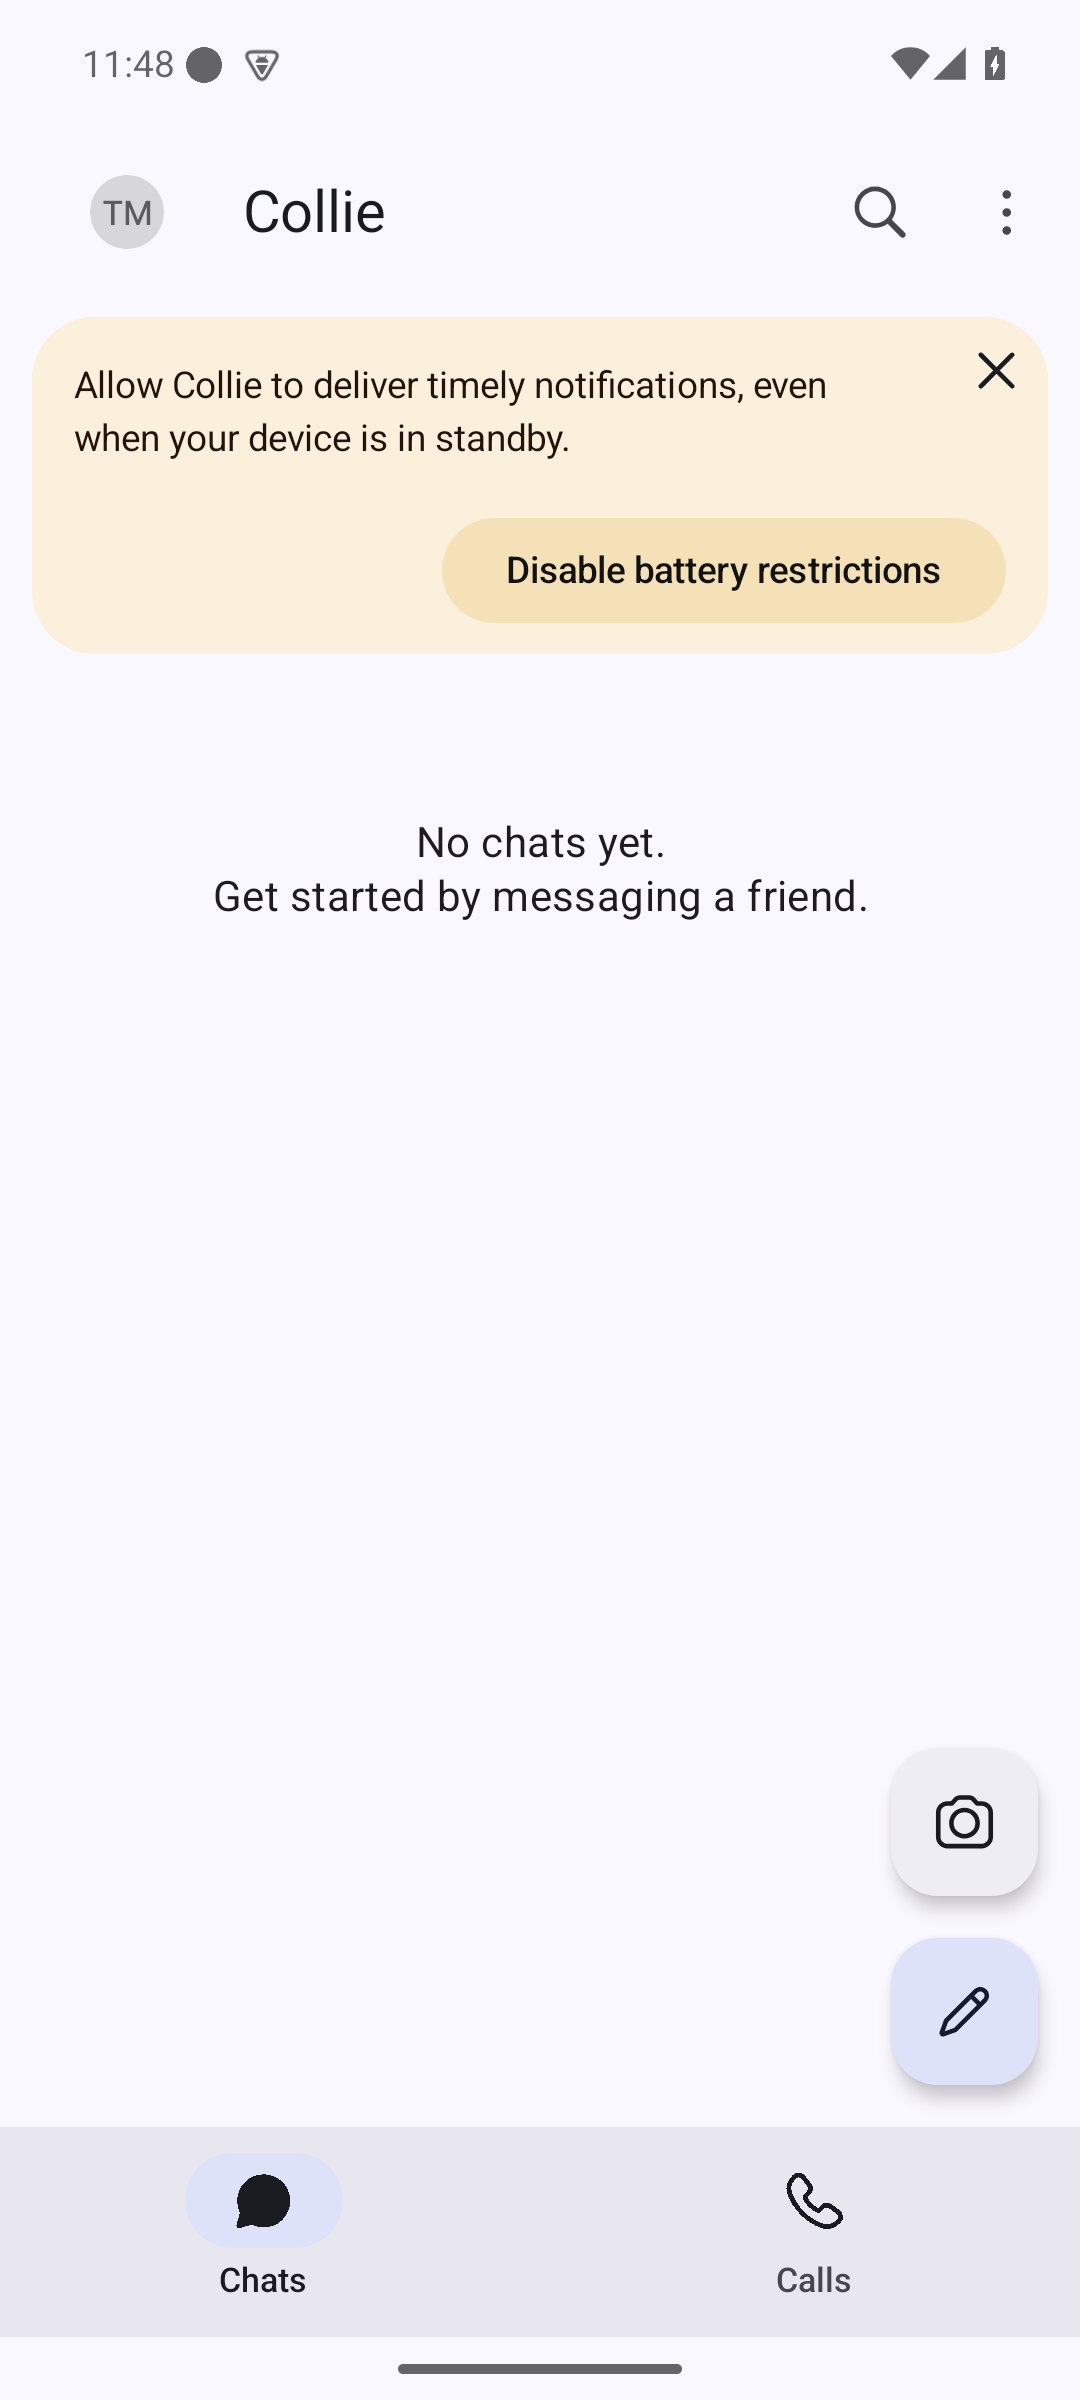 11:48
TM
Collie
Allow Collie to deliver timely notifications, even
when your device is in standby.
Disable battery restrictions
No chats yet.
Get started by messaging a friend.
Chats
Calls